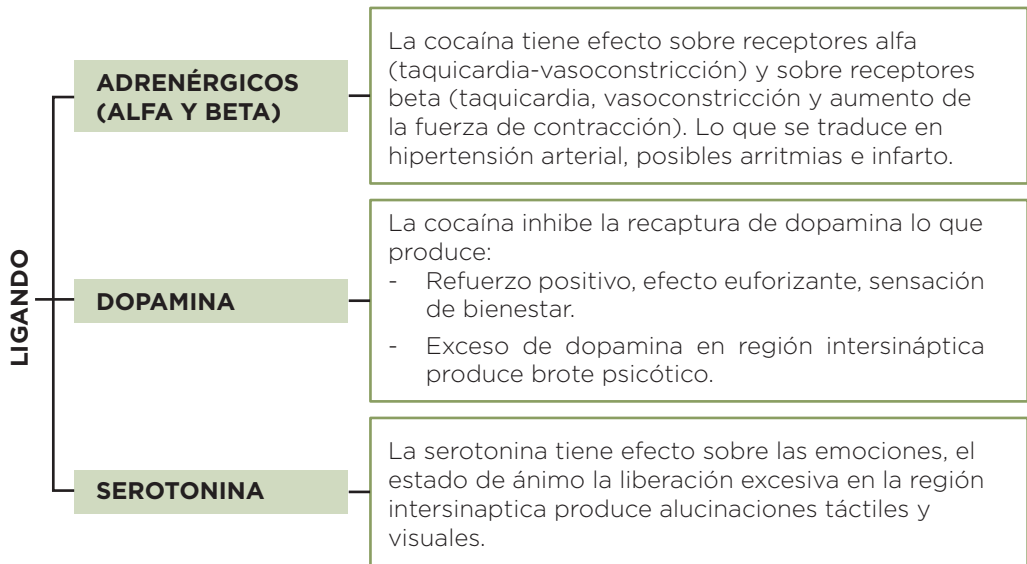 LIGANDO
ADRENÉRGICOS
(ALFA Y BETA)
La cocaína tiene efecto sobre receptores alfa
(taquicardia-vasoconstricción) y sobre receptores
beta (taquicardia, vasoconstricción y aumento de
la fuerza de contracción). Lo que se traduce en
hipertensión arterial, posibles arritmias e infarto.
DOPAMINA
La cocaína inhibe la recaptura de dopamina lo que
produce:
- Refuerzo positivo, efecto euforizante, sensación
de bienestar.
- Exceso de dopamina en región intersináptica
produce brote psicótico.
SEROTONINA
La serotonina tiene efecto sobre las emociones, el
estado de ánimo la liberación excesiva en la región
intersinaptica produce alucinaciones táctiles y
visuales.